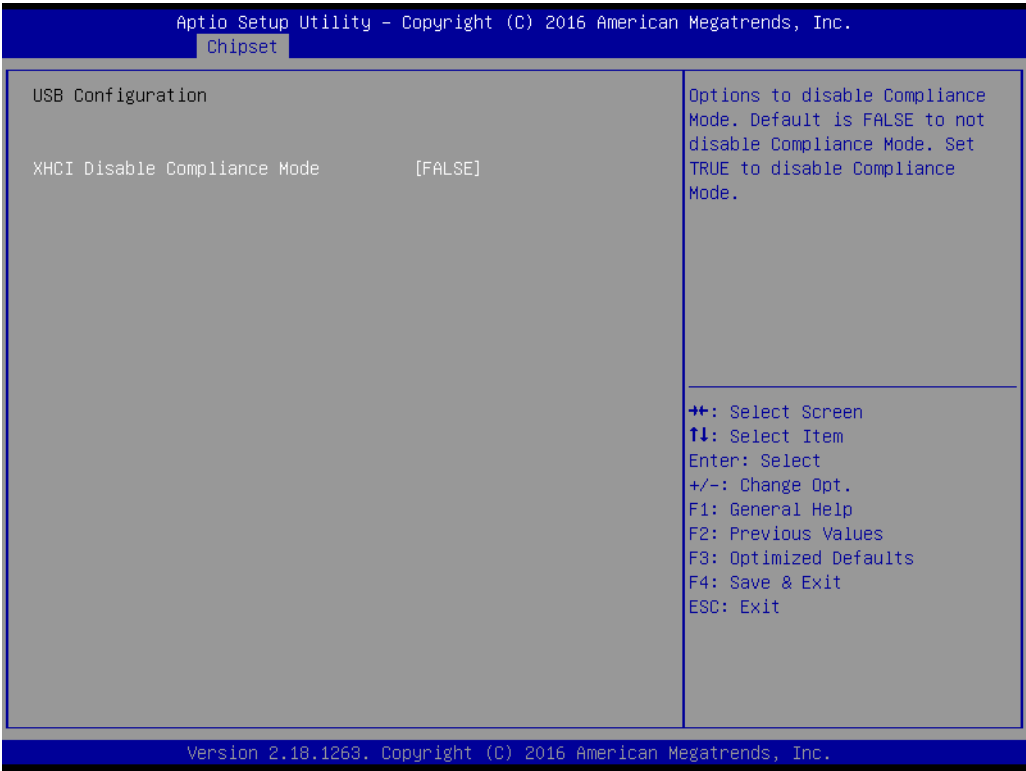 Aptio Setup Utility – Copyright (C) 2016 American Megatrends, Inc.
Chipset
USB Configuration
XHCI Disable Compliance Mode [FALSE]
Options to disable Compliance
Mode. Default is FALSE to not
disable Compliance Mode. Set
TRUE to disable Compliance
Mode.
→←: Select Screen
↑↓: Select Item
Enter: Select
+/-: Change Opt.
F1: General Help
F2: Previous Values
F3: Optimized Defaults
F4: Save & Exit
ESC: Exit
Version 2.18.1263. Copyright (C) 2016 American Megatrends, Inc.